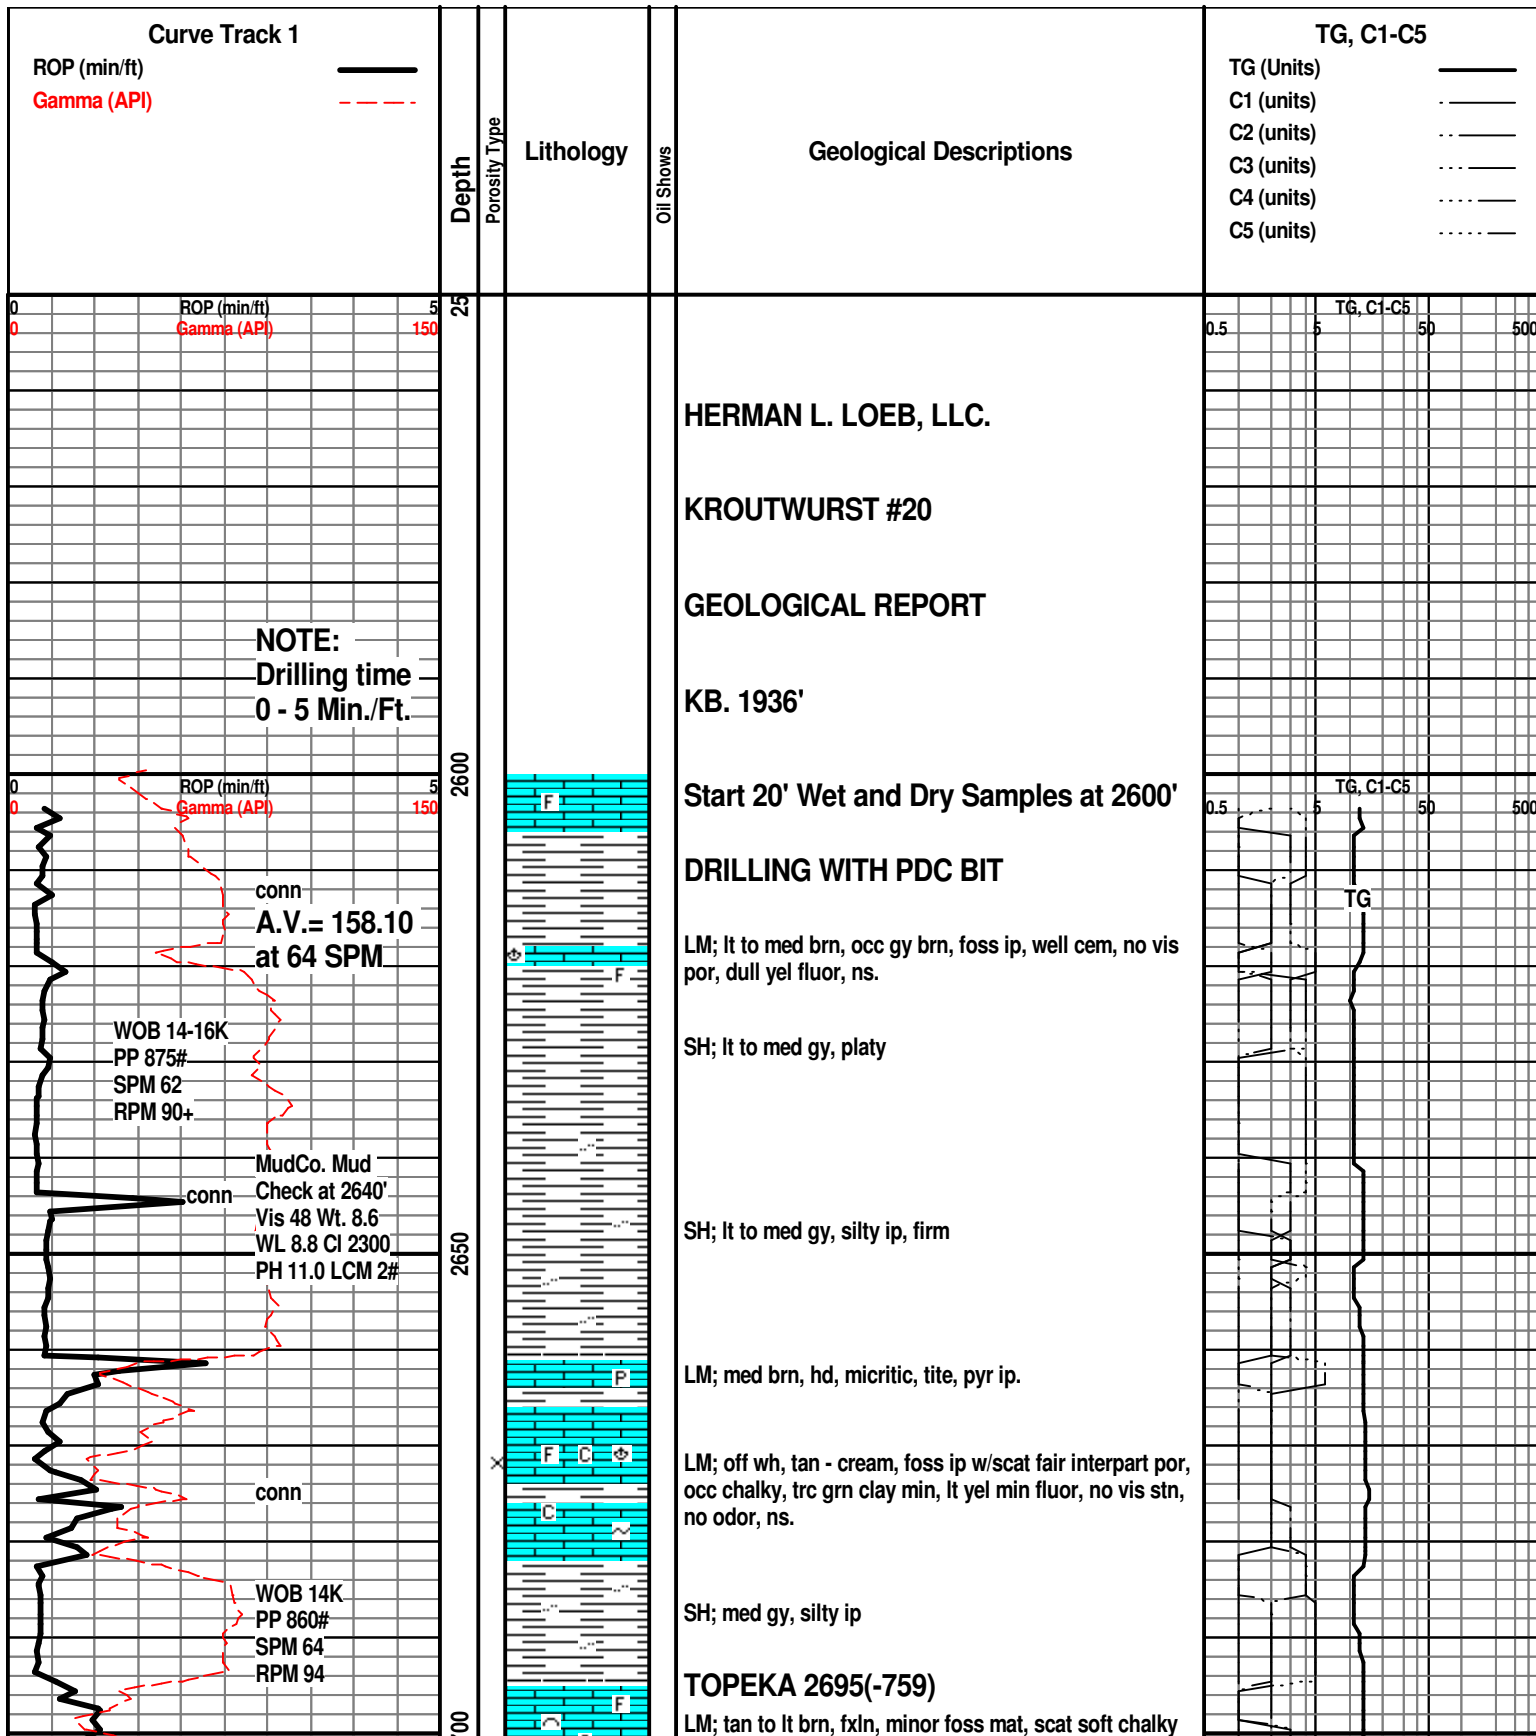 Curve Track 1
ROP (min/ft)
Gamma (API)
Depth
Porosity Type
Lithology
Oil Shows
Geological Descriptions
TG, C1-C5
TG (Units)
C1 (units)
C2 (units)
C3 (units)
C4 (units)
C5 (units)
0 ROP (min/ft) 5
0 Gamma (API) 150
25
TG, C1-C5
0.5 5 50 500
HERMAN L. LOEB, LLC.
KROUTWURST #20
GEOLOGICAL REPORT
NOTE:
Drilling time
0 - 5 Min./Ft.
KB. 1936'
0 ROP (min/ft) 5
0 Gamma (API) 150
2600
F
Start 20' Wet and Dry Samples at 2600'
TG, C1-C5
0.5 5 50 500
DRILLING WITH PDC BIT
TG
conn
A.V.= 158.10
at 64 SPM
LM; lt to med brn, occ gy brn, foss ip, well cem, no vis
por, dull yel fluor, ns.
F
WOB 14-16K
PP 875#
SPM 62
RPM 90+
SH; lt to med gy, platy
MudCo. Mud
Check at 2640'
Vis 48 Wt. 8.6
WL 8.8 Cl 2300
PH 11.0 LCM 2#
conn
2650
SH; lt to med gy, silty ip, firm
P
LM; med brn, hd, micritic, tite, pyr ip.
F C
LM; off wh, tan - cream, foss ip w/scat fair interpart por,
occ chalky, trc grn clay min, lt yel min fluor, no vis stn,
no odor, ns.
conn
C
WOB 14K
PP 860#
SPM 64
RPM 94
SH; med gy, silty ip
TOPEKA 2695(-759)
F
700
LM; tan to lt brn, fxln, minor foss mat, scat soft chalky